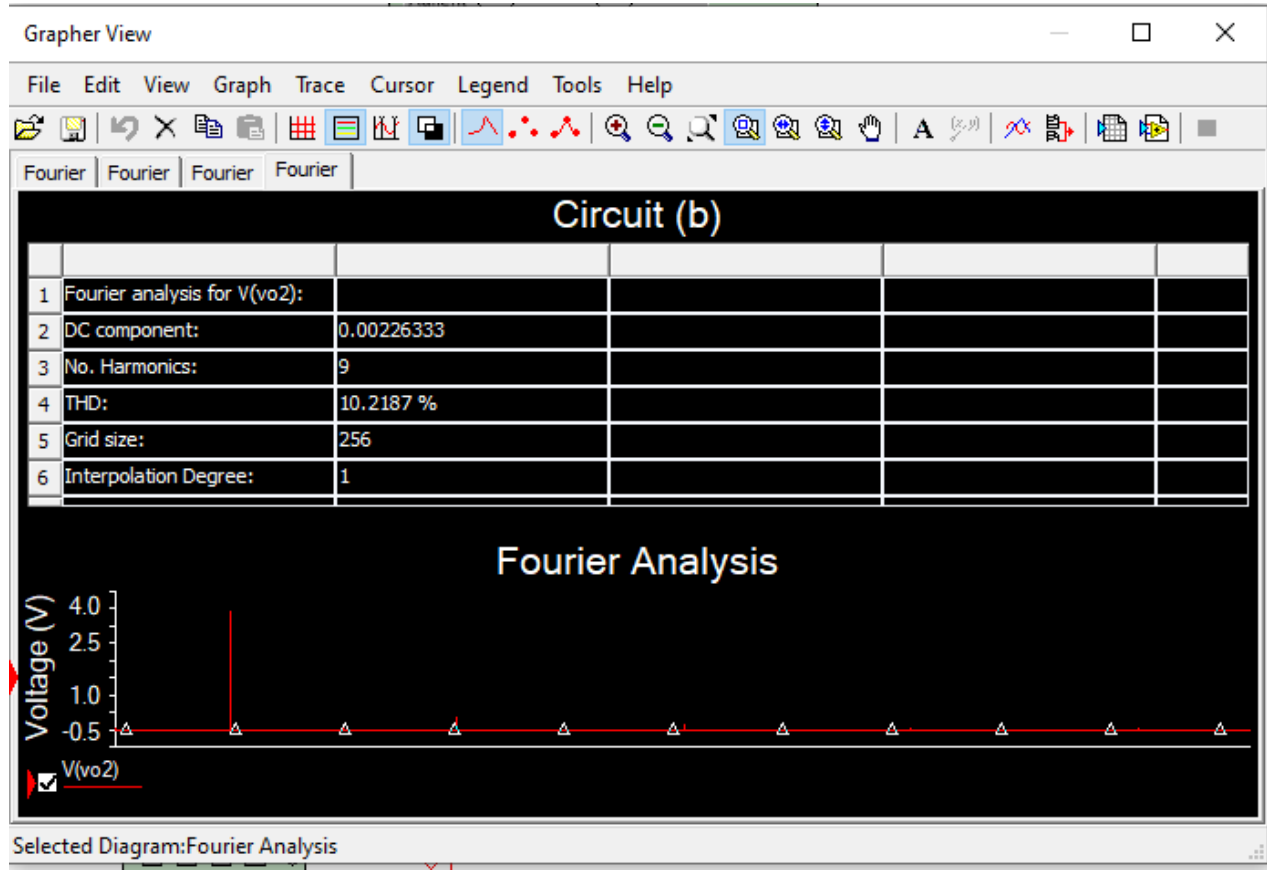 Grapher View
File Edit View Graph Trace Cursor Legend Tools Help
A (x,y)
Fourier Fourier Fourier Fourier
Circuit (b)
1 Fourier analysis for V(vo2):
2 DC component: 0.00226333
3 No. Harmonics: 9
4 THD: 10.2187 %
5 Grid size: 256
6 Interpolation Degree: 1
Fourier Analysis
Voltage (V)
4.0
2.5
1.0
-0.5
V(vo2)
Selected Diagram:Fourier Analysis